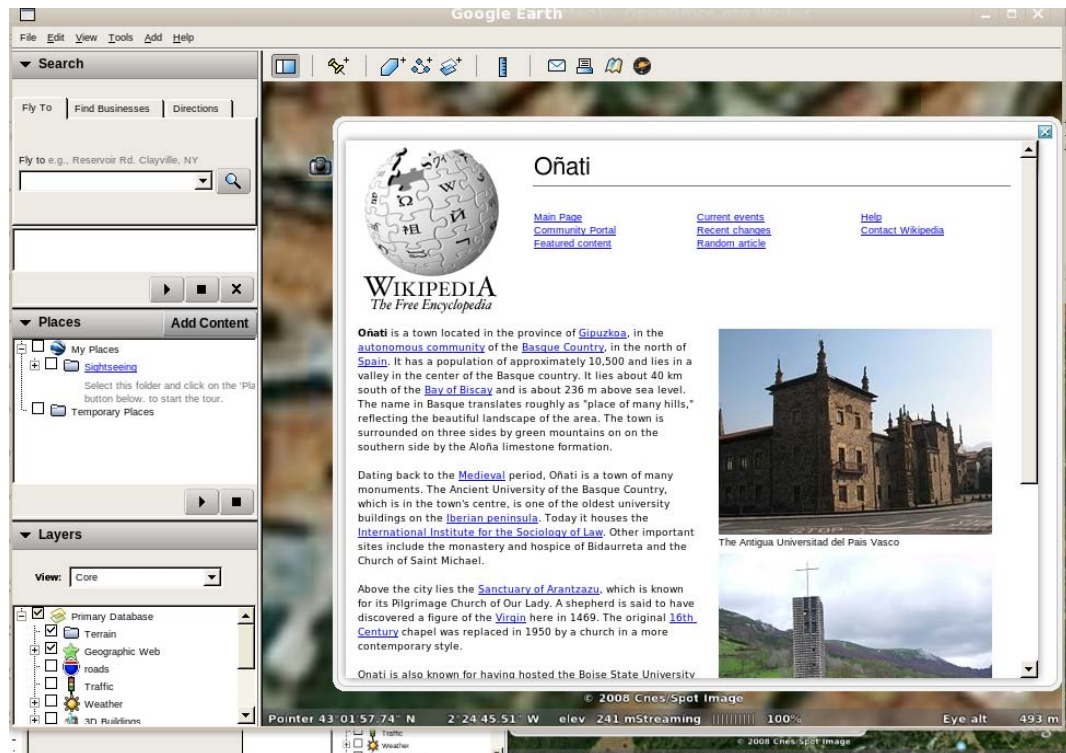 Google Earth
File Edit View Tools Add Help
Search
Fly To Find Businesses Directions
Fly to e.g., Reservoir Rd. Clayville, NY
Places Add Content
My Places
Sightseeing
Select this folder and click on the 'Pla
button below. to start the tour.
Temporary Places
Layers
View: Core
Primary Database
Terrain
Geographic Web
roads
Traffic
Weather
3D Buildings
WIKIPEDIA
The Free Encyclopedia
Oñati
Main Page Current events Help
Community Portal Recent changes Contact Wikipedia
Featured content Random article
Oñati is a town located in the province of Gipuzkoa, in the
autonomous community of the Basque Country, in the north of
Spain. It has a population of approximately 10,500 and lies in a
valley in the center of the Basque country. It lies about 40 km
south of the Bay of Biscay and is about 236 m above sea level.
The name in Basque translates roughly as "place of many hills,"
reflecting the beautiful landscape of the area. The town is
surrounded on three sides by green mountains on on the
southern side by the Aloña limestone formation.
Dating back to the Medieval period, Oñati is a town of many
monuments. The Ancient University of the Basque Country,
which is in the town's centre, is one of the oldest university
buildings on the Iberian peninsula. Today it houses the
International Institute for the Sociology of Law. Other important
sites include the monastery and hospice of Bidaurreta and the
Church of Saint Michael.
Above the city lies the Sanctuary of Arantzazu, which is known
for its Pilgrimage Church of Our Lady. A shepherd is said to have
discovered a figure of the Virgin here in 1469. The original 16th
Century chapel was replaced in 1950 by a church in a more
contemporary style.
Onati is also known for having hosted the Boise State University
STOP
The Antigua Universitad del Pais Vasco
© 2008 Cnes/Spot Image
Pointer 43°01'57.74" N 2°24'45.51" W elev 241 m Streaming 100% Eye alt 493 m
Traffic
Weather
© 2008 Cnes/Spot Image